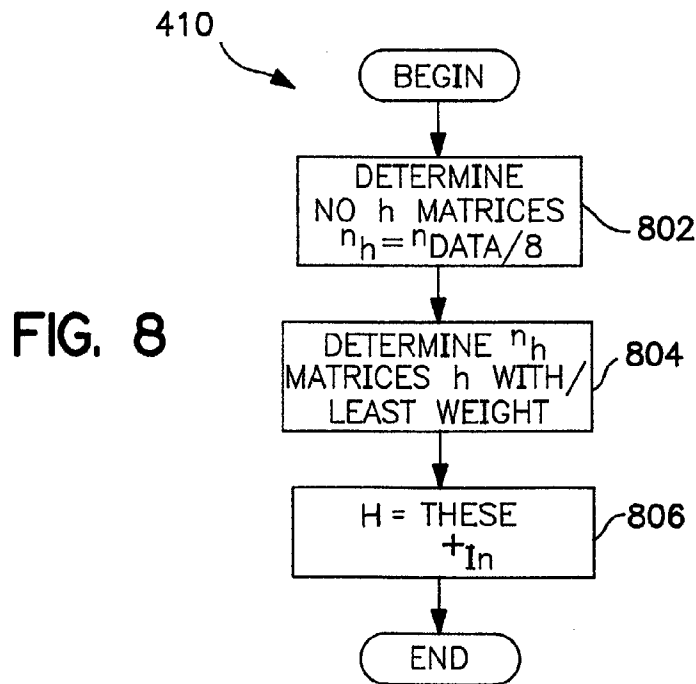 410
BEGIN
DETERMINE
NO h MATRICES
nh=nDATA/8
802
FIG. 8
DETERMINE nh
MATRICES h WITH/
LEAST WEIGHT
804
H = THESE
+In
806
END